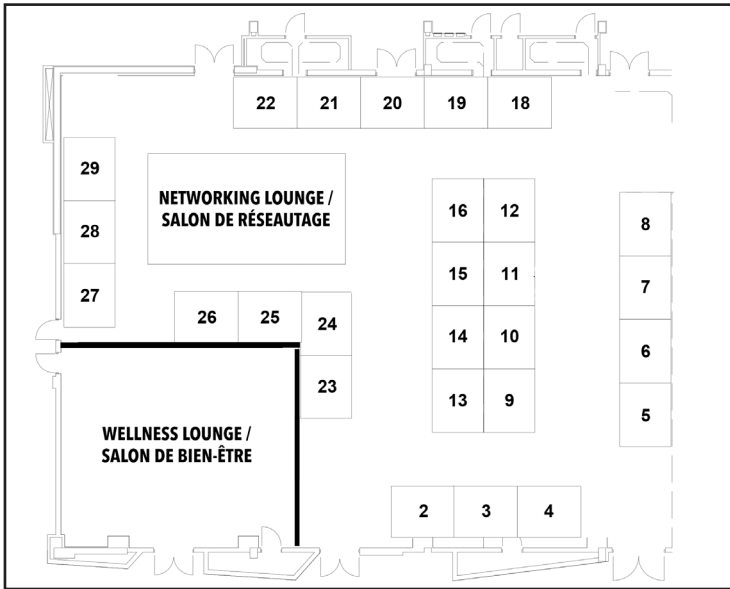 22 21 20 19 18
29
NETWORKING LOUNGE /
SALON DE RÉSEAUTAGE
16 12
8
28
15 11
7
27
26 25 24
14 10
6
23
13 9
5
WELLNESS LOUNGE /
SALON DE BIEN-ÊTRE
2 3 4